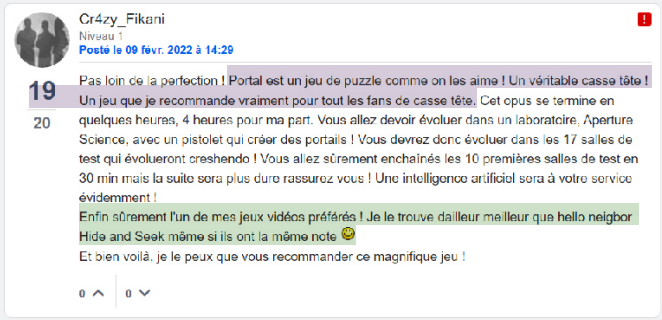 Cr4zy_Fikani
Niveau 1
Posté le 09 févr. 2022 à 14:29
19
20
Pas loin de la perfection ! Portal est un jeu de puzzle comme on les aime ! Un véritable casse tête !
Un jeu que je recommande vraiment pour tout les fans de casse tête. Cet opus se termine en
quelques heures, 4 heures pour ma part. Vous allez devoir évoluer dans un laboratoire, Aperture
Science, avec un pistolet qui créer des portails ! Vous devrez donc évoluer dans les 17 salles de
test qui évolueront creshendo ! Vous allez sûrement enchaînés les 10 premières salles de test en
30 min mais la suite sera plus dure rassurez vous ! Une intelligence artificiel sera à votre service
évidemment !
Enfin sûrement l'un de mes jeux vidéos préférés ! Je le trouve dailleur meilleur que hello neigbor
Hide and Seek même si ils ont la même note
Et bien voilà, je le peux que vous recommander ce magnifique jeu !
0 0